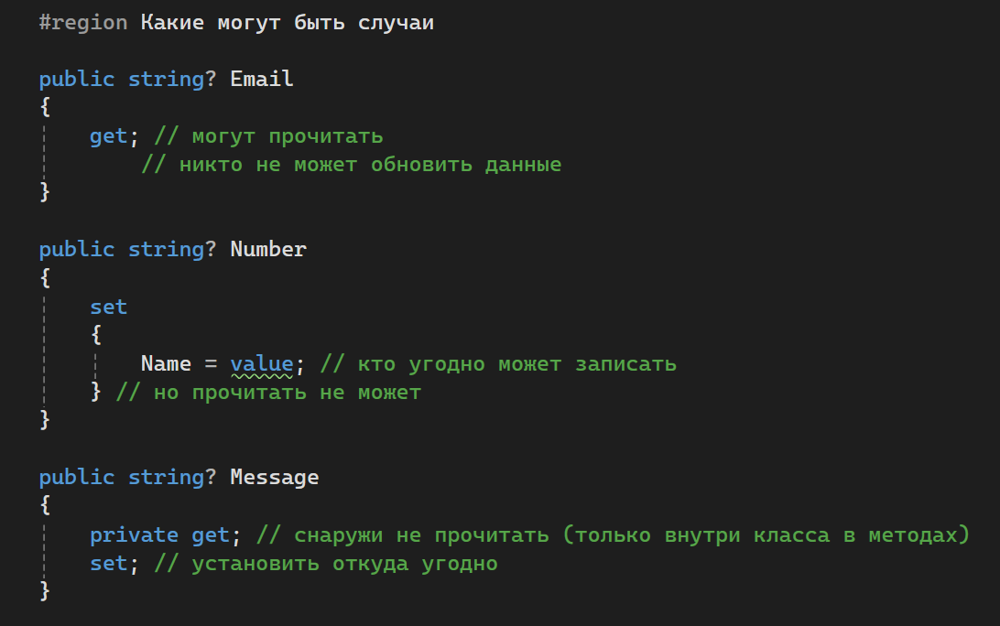 #region Какие могут быть случаи
public string? Email
{
get; // могут прочитать
// никто не может обновить данные
}
public string? Number
{
set
{
Name = value; // кто угодно может записать
} // но прочитать не может
}
public string? Message
{
private get; // снаружи не прочитать (только внутри класса в методах)
set; // установить откуда угодно
}